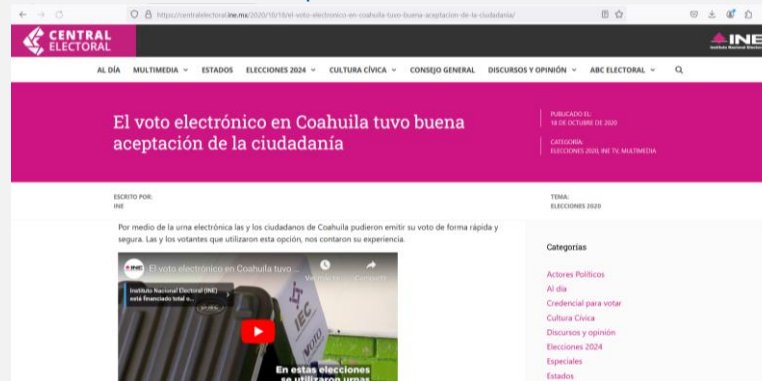 https://centralelectoral.ine.mx/2020/10/18/el-voto-electronico-en-coahuila-tuvo-buena-aceptacion-de-la-ciudadania/
CENTRAL
ELECTORAL
INE
Instituto Nacional Electoral
AL DÍA MULTIMEDIA ESTADOS ELECCIONES 2024 CULTURA CÍVICA CONSEJO GENERAL DISCURSOS Y OPINIÓN ABC ELECTORAL
El voto electrónico en Coahuila tuvo buena
aceptación de la ciudadanía
PUBLICADO EL:
18 DE OCTUBRE DE 2020
CATEGORÍA:
ELECCIONES 2020, INE TV, MULTIMEDIA
ESCRITO POR:
INE
TEMA:
ELECCIONES 2020
Por medio de la urna electrónica las y los ciudadanos de Coahuila pudieron emitir su voto de forma rápida y
segura. Las y los votantes que utilizaron esta opción, nos contaron su experiencia.
INE El voto electrónico en Coahuila tuvo ...
Instituto Nacional Electoral (INE)
está financiado total o...
IEC
VOTO
En estas elecciones
se utilizaron urnas
Categorías
Actores Políticos
Al día
Credencial para votar
Cultura Cívica
Discursos y opinión
Elecciones 2024
Especiales
Estados